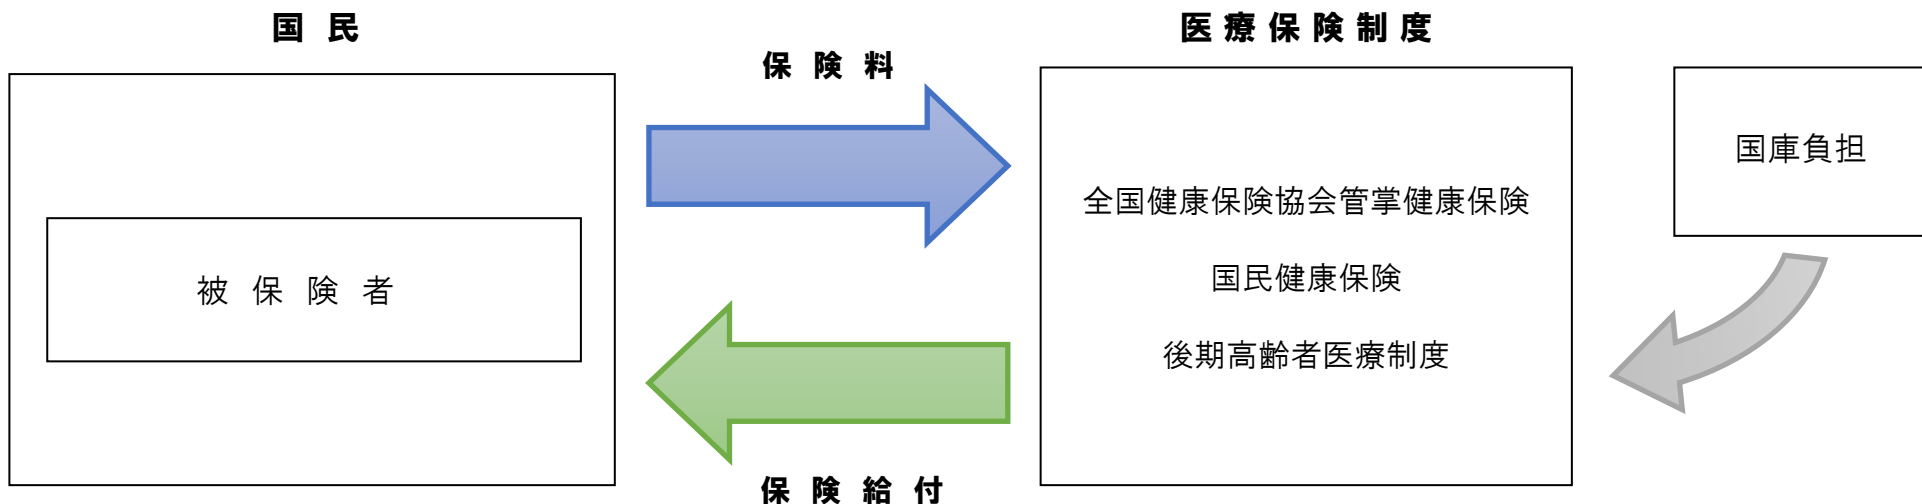 国民
医療保険制度
保険料
国庫負担
全国健康保険協会管掌健康保険
被保険者
国民健康保険
後期高齢者医療制度
保険給付